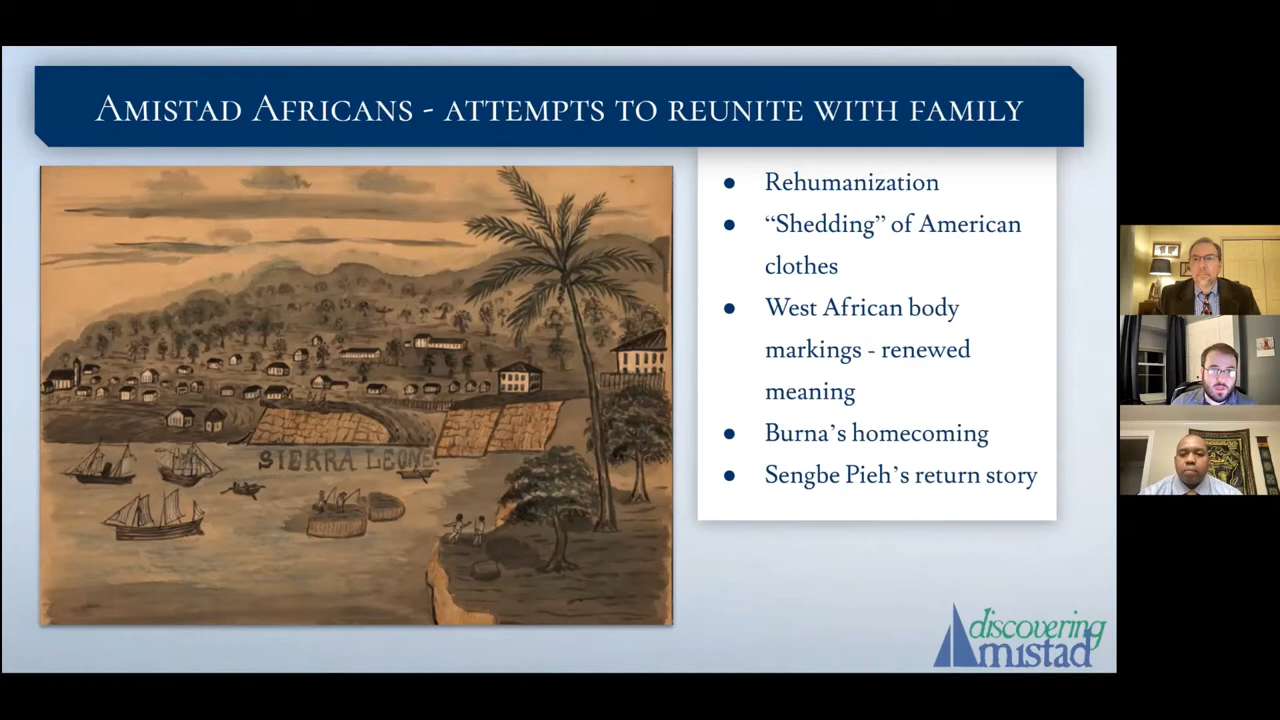 Amistad Africans - attempts to reunite with family
● Rehumanization
● “Shedding” of American
clothes
● West African body
markings - renewed
meaning
● Burna’s homecoming
● Sengbe Pieh’s return story
SIERRA LEONE
discovering
Amistad